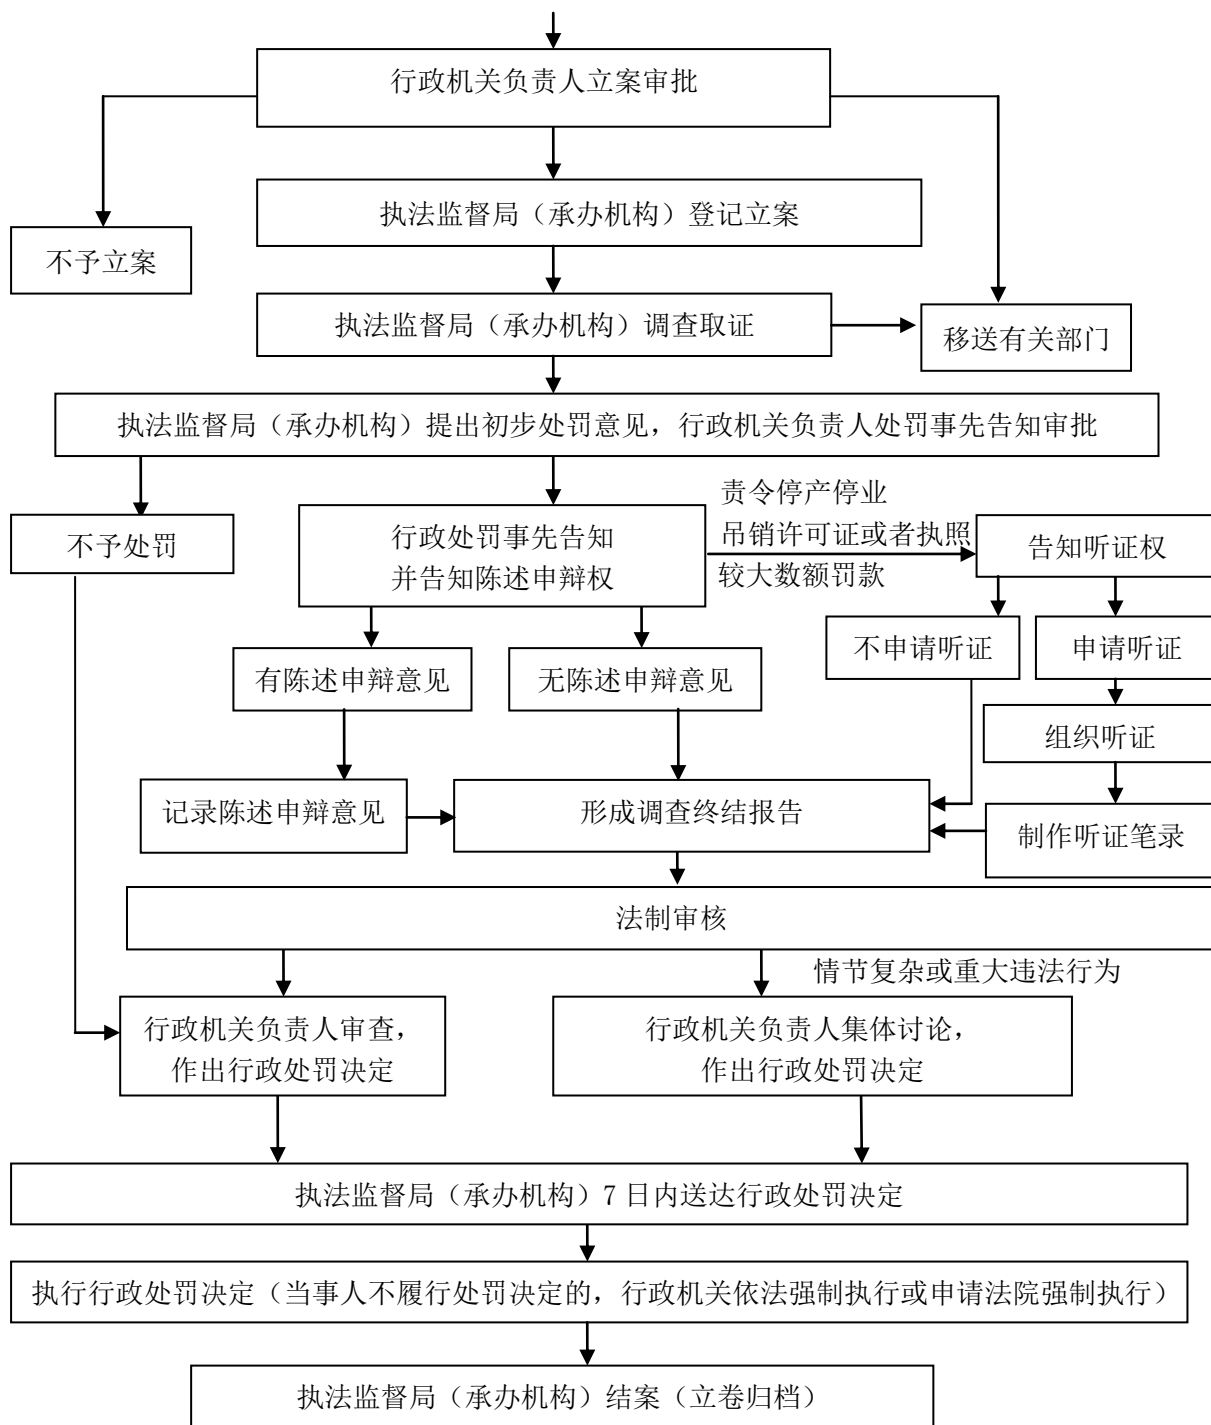 行政机关负责人立案审批
执法监督局（承办机构）登记立案
不予立案
执法监督局（承办机构）调查取证
移送有关部门
执法监督局（承办机构）提出初步处罚意见，行政机关负责人处罚事先告知审批
责令停产停业
吊销许可证或者执照
较大数额罚款
不予处罚
行政处罚事先告知
并告知陈述申辩权
告知听证权
不申请听证
申请听证
有陈述申辩意见
无陈述申辩意见
组织听证
记录陈述申辩意见
形成调查终结报告
制作听证笔录
法制审核
情节复杂或重大违法行为
行政机关负责人审查，
作出行政处罚决定
行政机关负责人集体讨论，
作出行政处罚决定
执法监督局（承办机构）7 日内送达行政处罚决定
执行行政处罚决定（当事人不履行处罚决定的，行政机关依法强制执行或申请法院强制执行）
执法监督局（承办机构）结案（立卷归档）